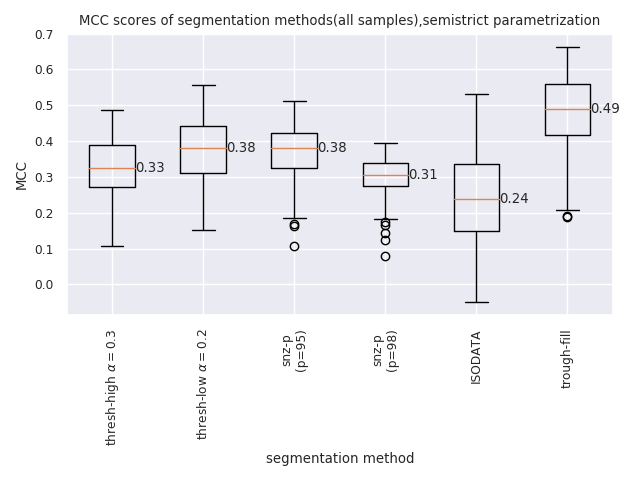 MCC scores of segmentation methods(all samples),semistrict parametrization
MCC
0.7
0.6
0.5
0.4
0.3
0.2
0.1
0.0
0.33
0.38
0.38
0.31
0.24
0.49
thresh-high α = 0.3
thresh-low α = 0.2
snz-p
(p=95)
snz-p
(p=98)
ISODATA
trough-fill
segmentation method